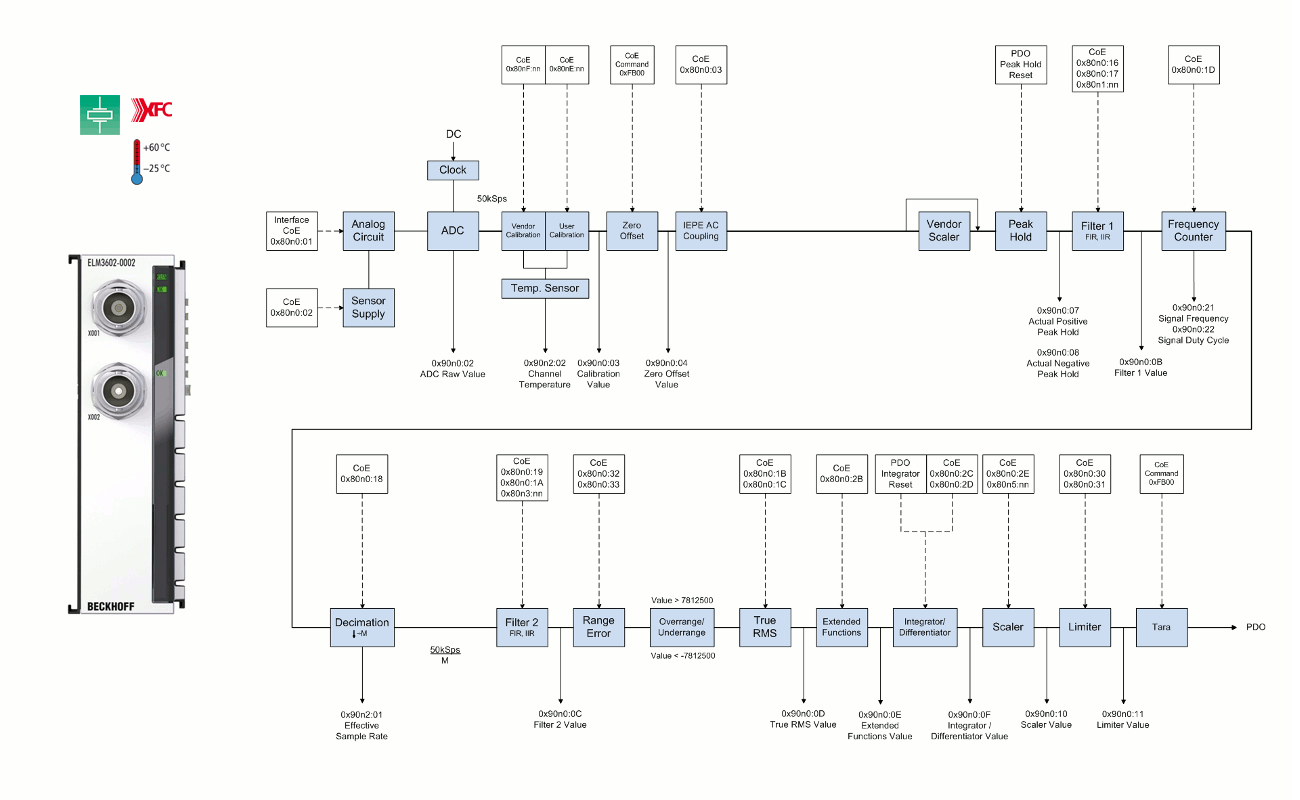 XFC
+60 °C
−25 °C
ELM3602-0002
X001
X002
BECKHOFF
CoE
0x80nF:nn
CoE
0x80nE:nn
CoE
Command
0xFB00
CoE
0x80n0:03
PDO
Peak Hold
Reset
CoE
0x80n0:16
0x80n0:17
0x80n1:nn
CoE
0x80n0:1D
DC
Clock
50kSps
Interface
CoE
0x80n0:01
Analog
Circuit
ADC
Vendor
Calibration
User
Calibration
Zero
Offset
IEPE AC
Coupling
Vendor
Scaler
Peak
Hold
Filter 1
FIR, IIR
Frequency
Counter
Temp. Sensor
CoE
0x80n0:02
Sensor
Supply
0x90n0:02
ADC Raw Value
0x90n2:02
Channel
Temperature
0x90n0:03
Calibration
Value
0x90n0:04
Zero Offset
Value
0x90n0:07
Actual Positive
Peak Hold
0x90n0:08
Actual Negative
Peak Hold
0x90n0:0B
Filter 1 Value
0x90n0:21
Signal Frequency
0x90n0:22
Signal Duty Cycle
CoE
0x80n0:18
CoE
0x80n0:19
0x80n0:1A
0x80n3:nn
CoE
0x80n0:32
0x80n0:33
CoE
0x80n0:1B
0x80n0:1C
CoE
0x80n0:2B
PDO
Integrator
Reset
CoE
0x80n0:2C
0x80n0:2D
CoE
0x80n0:2E
0x80n5:nn
CoE
0x80n0:30
0x80n0:31
CoE
Command
0xFB00
Decimation
↓−M
50kSps
M
Filter 2
FIR, IIR
Range
Error
Value > 7812500
Overrange/
Underrange
Value < -7812500
True
RMS
Extended
Functions
Integrator/
Differentiator
Scaler
Limiter
Tara
PDO
0x90n2:01
Effective
Sample Rate
0x90n0:0C
Filter 2 Value
0x90n0:0D
True RMS Value
0x90n0:0E
Extended
Functions Value
0x90n0:0F
Integrator /
Differentiator Value
0x90n0:10
Scaler Value
0x90n0:11
Limiter Value